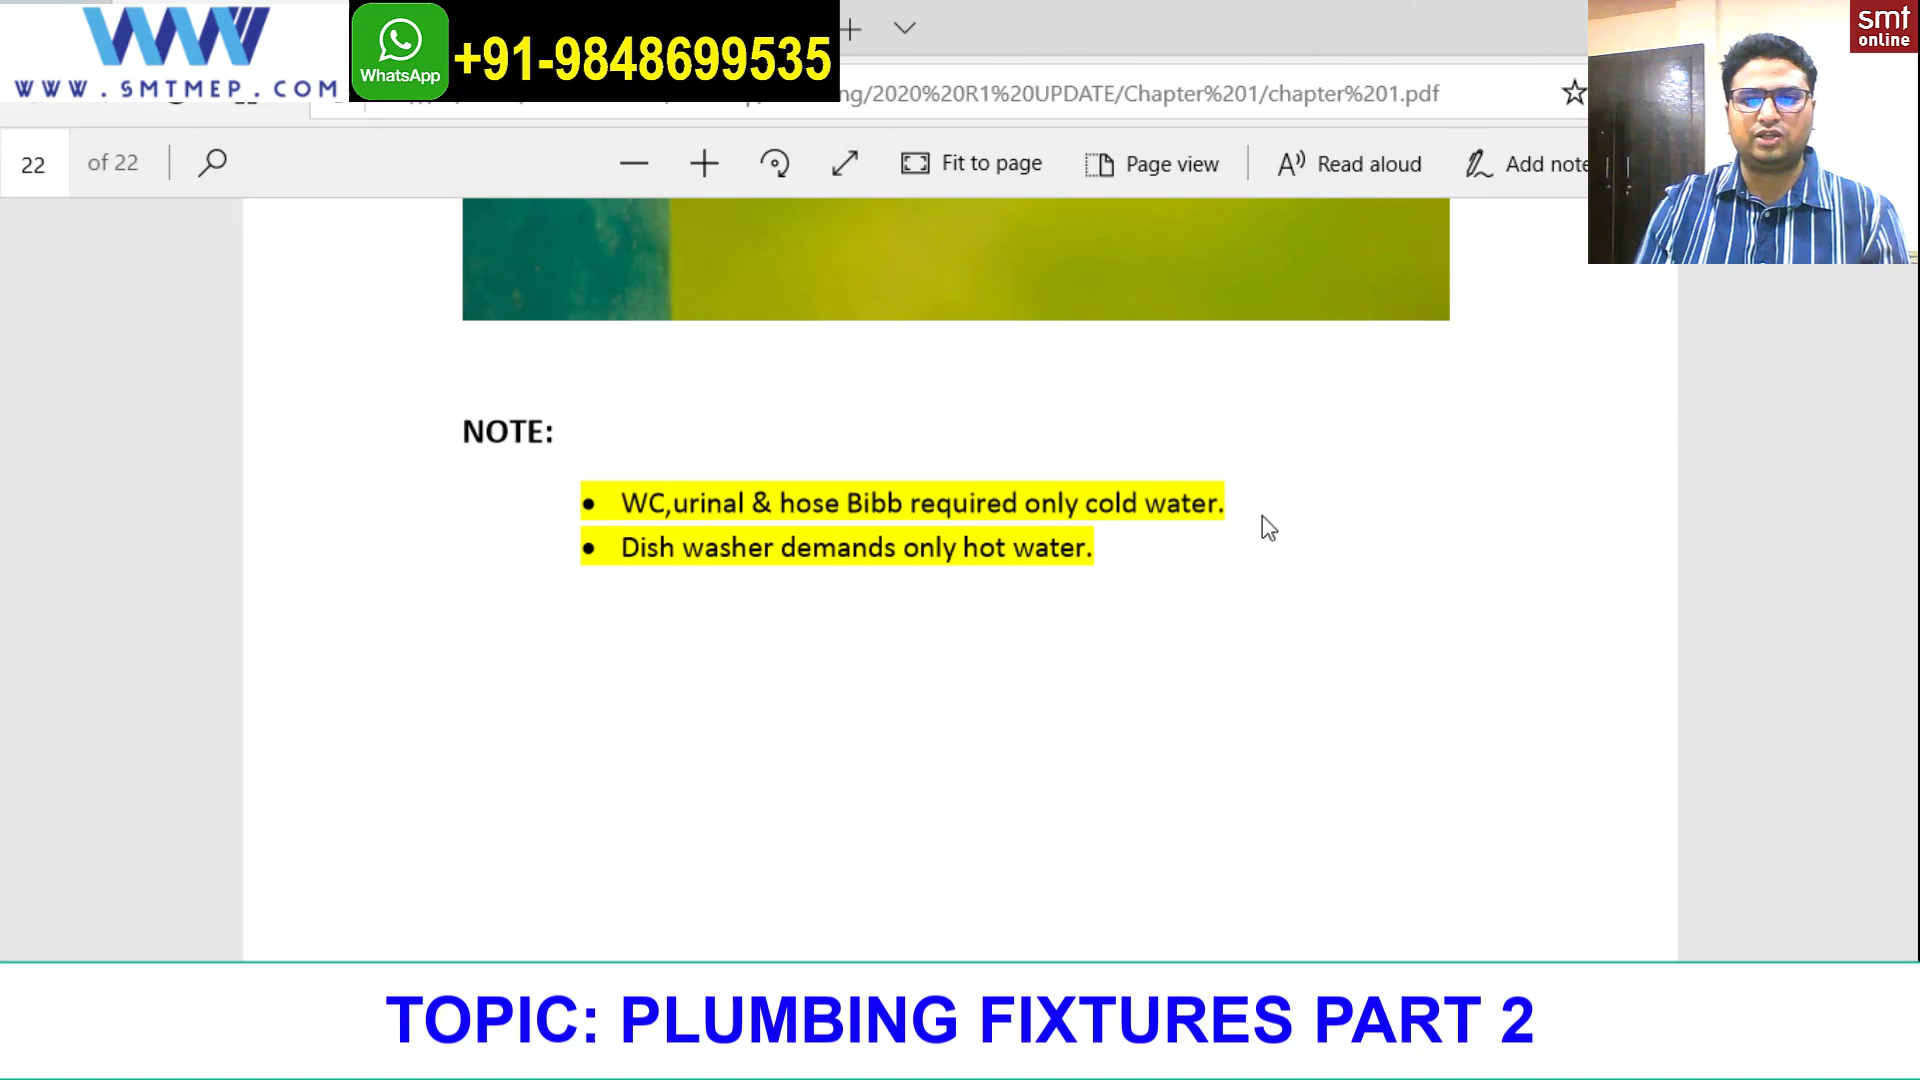 WWW.SMTMEP.COM
WhatsApp
+91-9848699535
ng/2020%20R1%20UPDATE/Chapter%201/chapter%201.pdf
smt
online
22 of 22
Fit to page
Page view
Read aloud
Add note
NOTE:
• WC,urinal & hose Bibb required only cold water.
• Dish washer demands only hot water.
TOPIC: PLUMBING FIXTURES PART 2